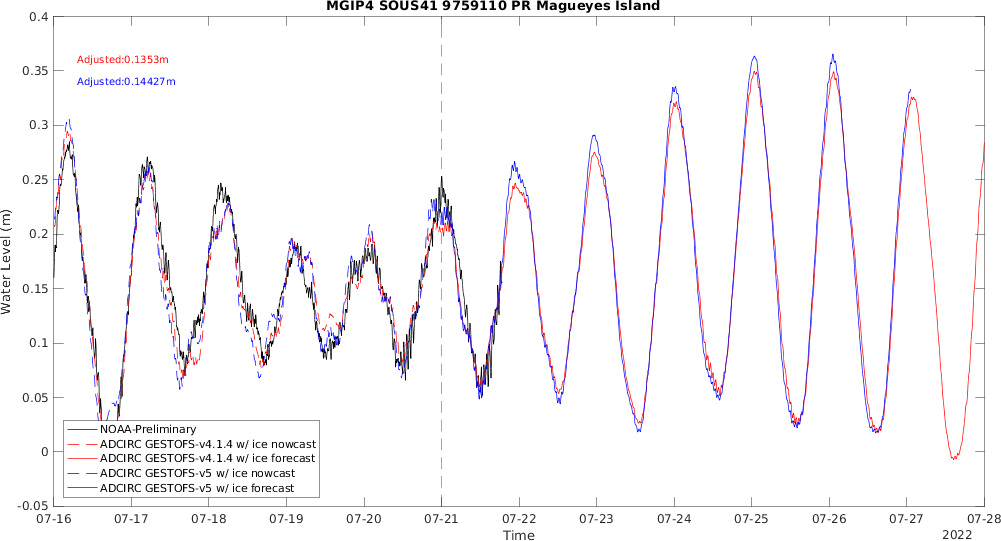 MGIP4 SOUS41 9759110 PR Magueyes Island
0.4
0.35
0.3
0.25
0.2
0.15
0.1
0.05
0
-0.05
Water Level (m)
Adjusted:0.1353m
Adjusted:0.14427m
NOAA-Preliminary
ADCIRC GESTOFS-v4.1.4 w/ ice nowcast
ADCIRC GESTOFS-v4.1.4 w/ ice forecast
ADCIRC GESTOFS-v5 w/ ice nowcast
ADCIRC GESTOFS-v5 w/ ice forecast
07-16 07-17 07-18 07-19 07-20 07-21 07-22 07-23 07-24 07-25 07-26 07-27 07-28
Time
2022